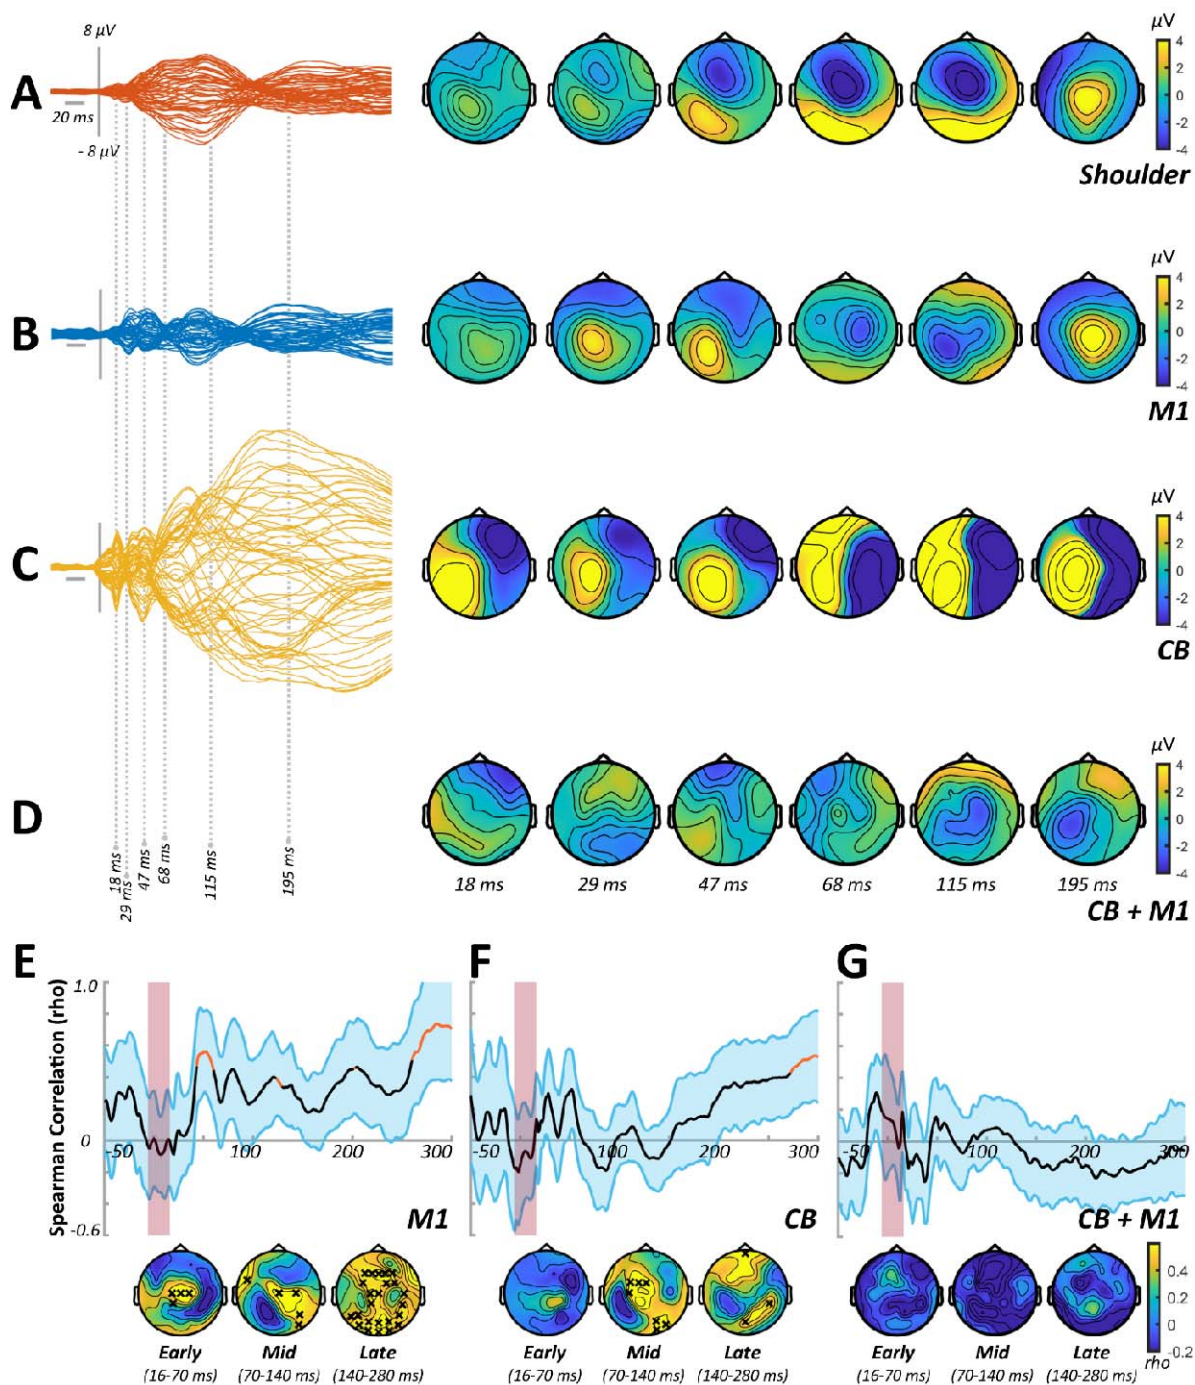 A
8 µV
20 ms
- 8 µV
µV
4
2
0
-2
-4
Shoulder
B
µV
4
2
0
-2
-4
M1
C
µV
4
2
0
-2
-4
CB
D
µV
4
2
0
-2
-4
CB + M1
18 ms
29 ms
47 ms
68 ms
115 ms
195 ms
18 ms 29 ms 47 ms 68 ms 115 ms 195 ms
E
Spearman Correlation (rho)
1.0
0
-0.6
-50 100 200 300
M1
F
-50 100 200 300
CB
G
-50 100 200 300
CB + M1
Early Mid Late
(16-70 ms) (70-140 ms) (140-280 ms)
Early Mid Late
(16-70 ms) (70-140 ms) (140-280 ms)
Early Mid Late
(16-70 ms) (70-140 ms) (140-280 ms)
0.4
0.2
0
-0.2
rho